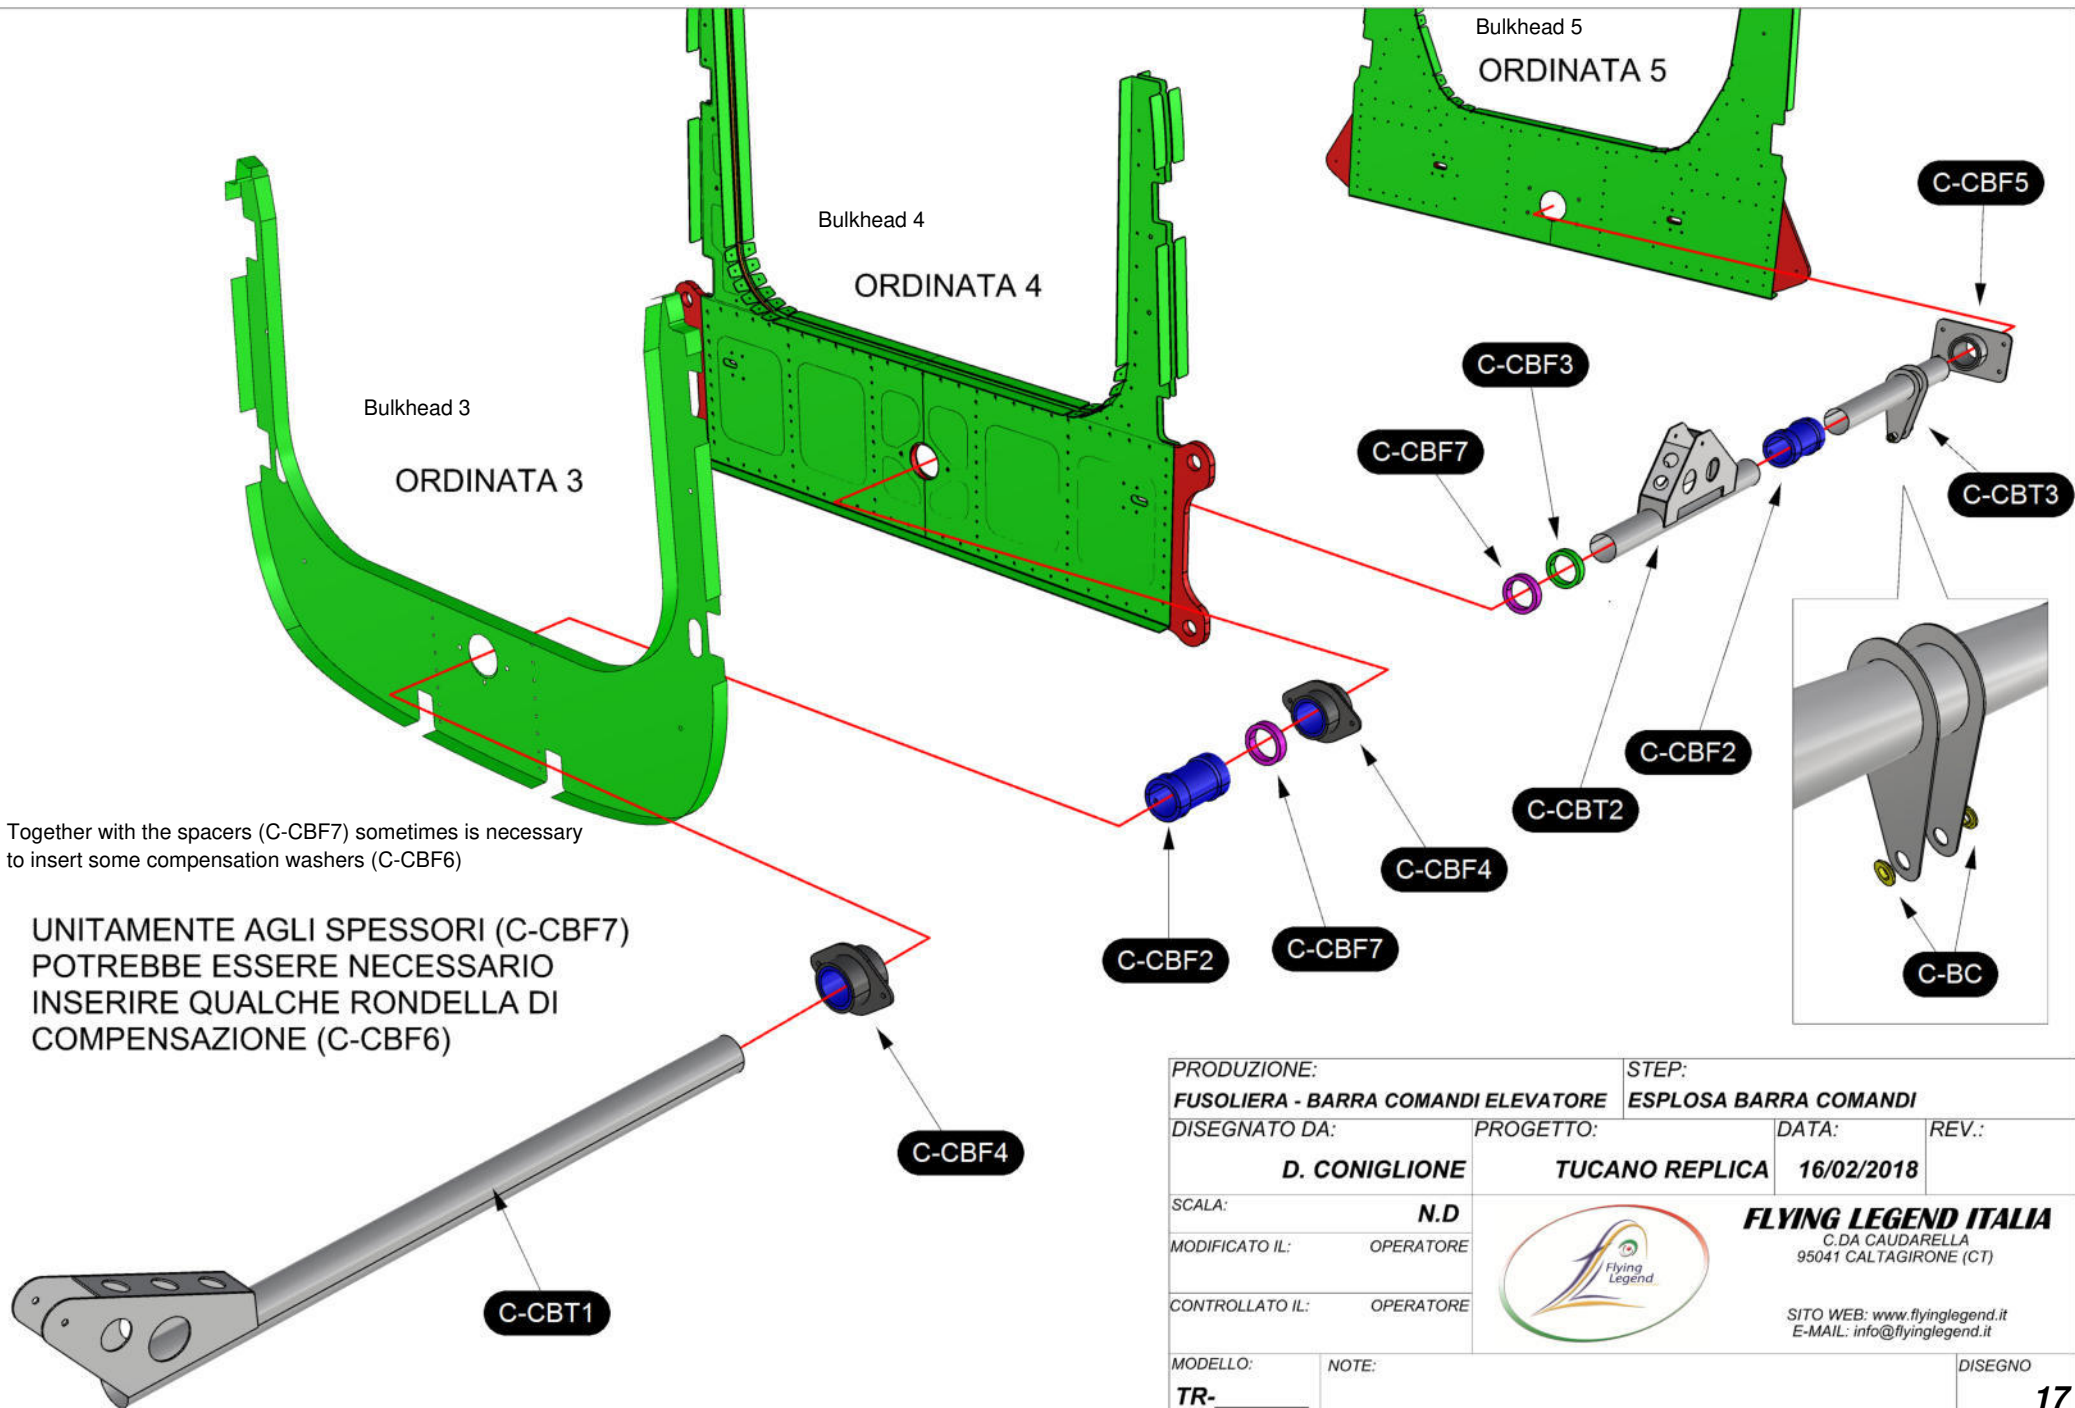 Bulkhead 5
ORDINATA 5
C-CBF5
Bulkhead 4
ORDINATA 4
C-CBF3
Bulkhead 3
C-CBF7
ORDINATA 3
C-CBT3
C-CBF2
C-CBT2
Together with the spacers (C-CBF7) sometimes is necessary
to insert some compensation washers (C-CBF6)
C-CBF4
UNITAMENTE AGLI SPESSORI (C-CBF7)
POTREBBE ESSERE NECESSARIO
INSERIRE QUALCHE RONDELLA DI
COMPENSAZIONE (C-CBF6)
C-CBF2
C-CBF7
C-BC
C-CBF4
C-CBT1
PRODUZIONE:
FUSOLIERA - BARRA COMANDI ELEVATORE
STEP:
ESPLOSA BARRA COMANDI
DISEGNATO DA:
D. CONIGLIONE
PROGETTO:
TUCANO REPLICA
DATA:
16/02/2018
REV.:
SCALA:
N.D
MODIFICATO IL: OPERATORE
CONTROLLATO IL: OPERATORE
Flying
Legend
FLYING LEGEND ITALIA
C.DA CAUDARELLA
95041 CALTAGIRONE (CT)
SITO WEB: www.flyinglegend.it
E-MAIL: info@flyinglegend.it
MODELLO:
TR-________
NOTE:
DISEGNO
17